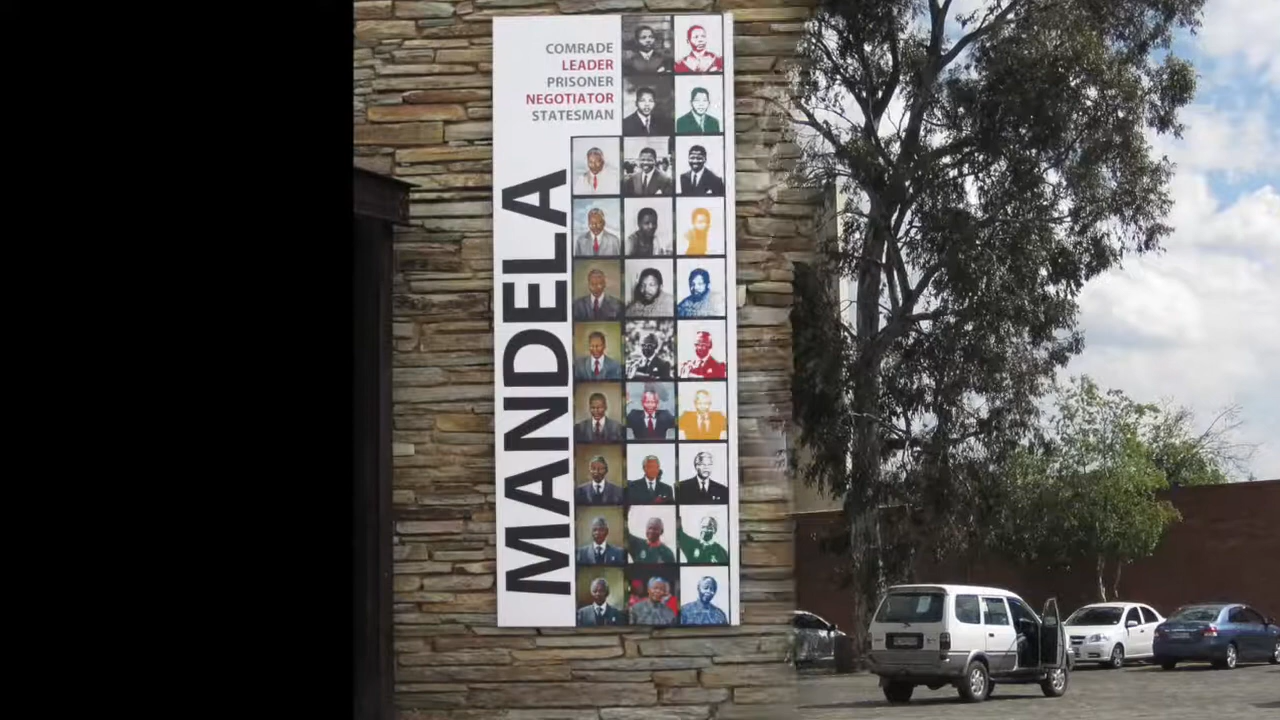 COMRADE
LEADER
PRISONER
NEGOTIATOR
STATESMAN
MANDELA